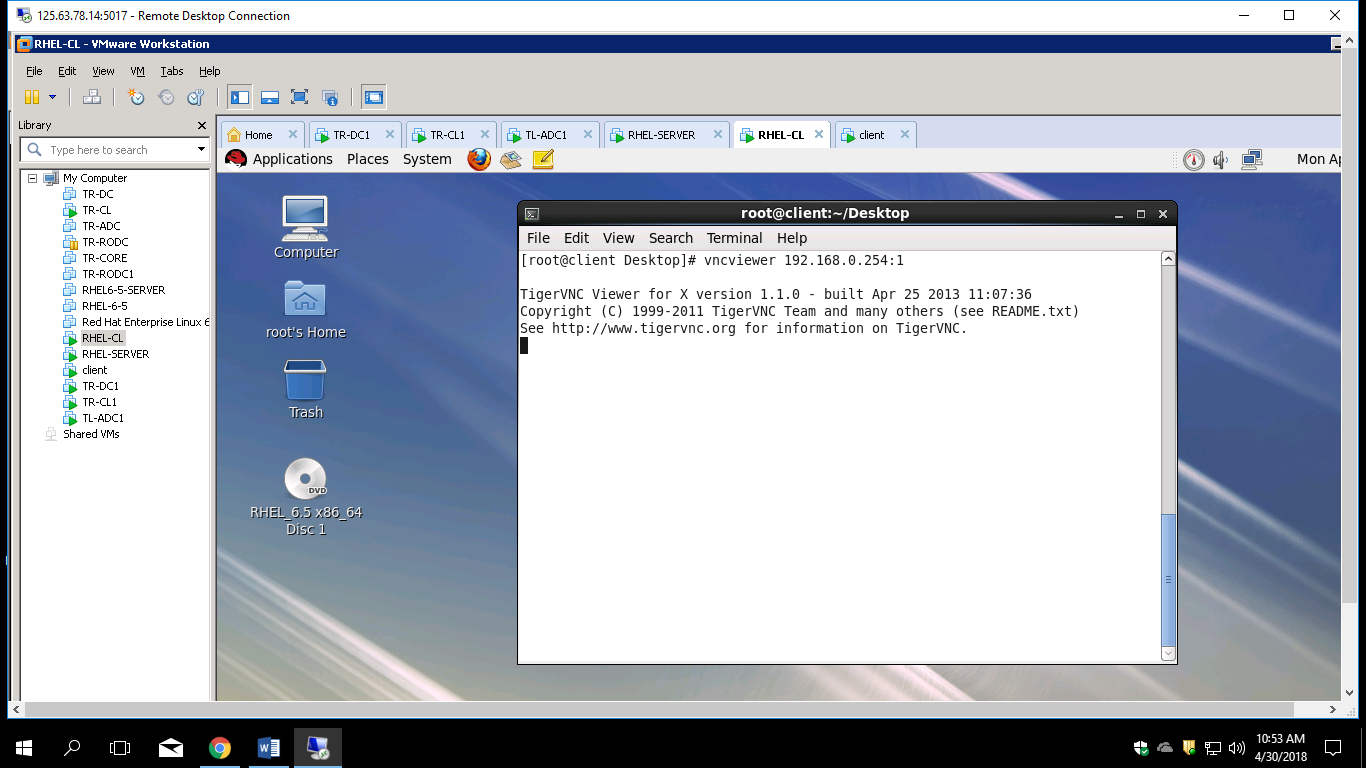 125.63.78.14:5017 - Remote Desktop Connection
RHEL-CL - VMware Workstation
File Edit View VM Tabs Help
Library
Type here to search
My Computer
TR-DC
TR-CL
TR-ADC
TR-RODC
TR-CORE
TR-RODC1
RHEL6-5-SERVER
RHEL-6-5
Red Hat Enterprise Linux 6
RHEL-CL
RHEL-SERVER
client
TR-DC1
TR-CL1
TL-ADC1
Shared VMs
Home TR-DC1 TR-CL1 TL-ADC1 RHEL-SERVER RHEL-CL client
Applications Places System Mon Ap
Computer
root's Home
Trash
DVD
RHEL_6.5 x86_64
Disc 1
root@client:~/Desktop
File Edit View Search Terminal Help
[root@client Desktop]# vncviewer 192.168.0.254:1
TigerVNC Viewer for X version 1.1.0 - built Apr 25 2013 11:07:36
Copyright (C) 1999-2011 TigerVNC Team and many others (see README.txt)
See http://www.tigervnc.org for information on TigerVNC.
10:53 AM
4/30/2018